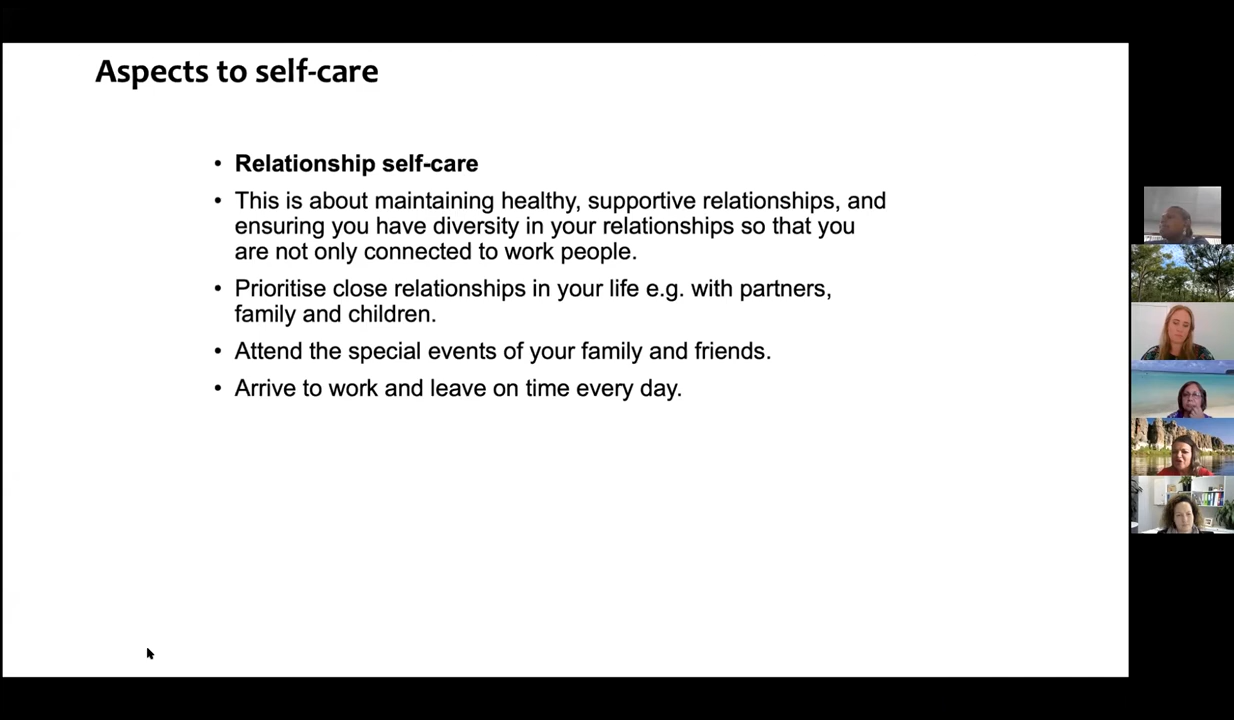 Aspects to self-care
• Relationship self-care
• This is about maintaining healthy, supportive relationships, and
ensuring you have diversity in your relationships so that you
are not only connected to work people.
• Prioritise close relationships in your life e.g. with partners,
family and children.
• Attend the special events of your family and friends.
• Arrive to work and leave on time every day.